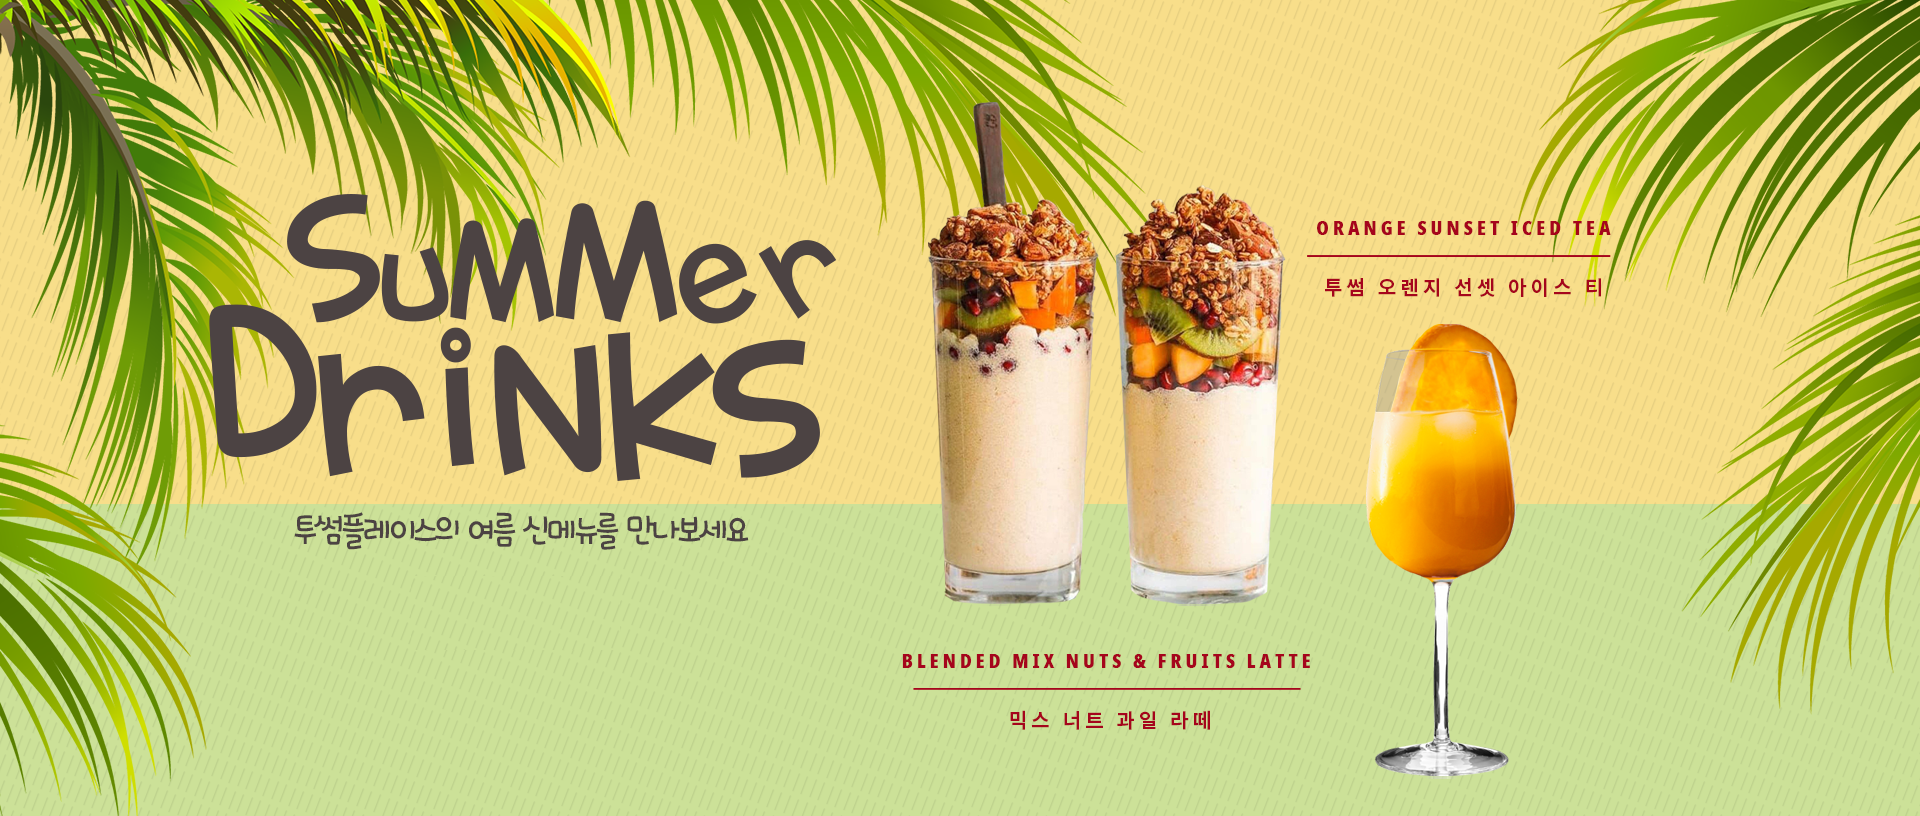 Summer
Drinks
투썸플레이스의 여름 신메뉴를 만나보세요
ORANGE SUNSET ICED TEA
투썸 오렌지 선셋 아이스 티
BLENDED MIX NUTS & FRUITS LATTE
믹스 너트 과일 라떼